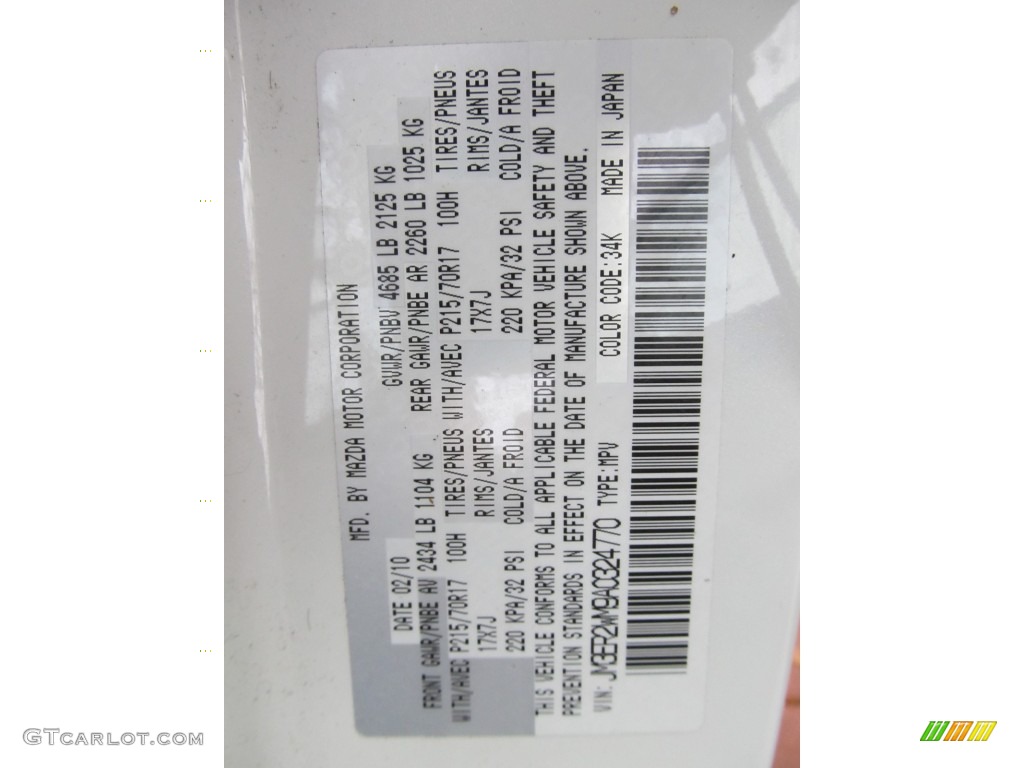 MFD. BY MAZDA MOTOR CORPORATION
DATE 02/10 GVWR/PNBV 4685 LB 2125 KG
FRONT GAWR/PNBE AV 2434 LB 1104 KG REAR GAWR/PNBE AR 2260 LB 1025 KG
WITH/AVEC P215/70R17 100H TIRES/PNEUS WITH/AVEC P215/70R17 100H TIRES/PNEUS
17X7J RIMS/JANTES 17X7J RIMS/JANTES
220 KPA/32 PSI COLD/A FROID 220 KPA/32 PSI COLD/A FROID
THIS VEHICLE CONFORMS TO ALL APPLICABLE FEDERAL MOTOR VEHICLE SAFETY AND THEFT
PREVENTION STANDARDS IN EFFECT ON THE DATE OF MANUFACTURE SHOWN ABOVE.
VIN: JM3ER2WM9A0324770 TYPE:MPV COLOR CODE:34K MADE IN JAPAN
GTCarLot.com